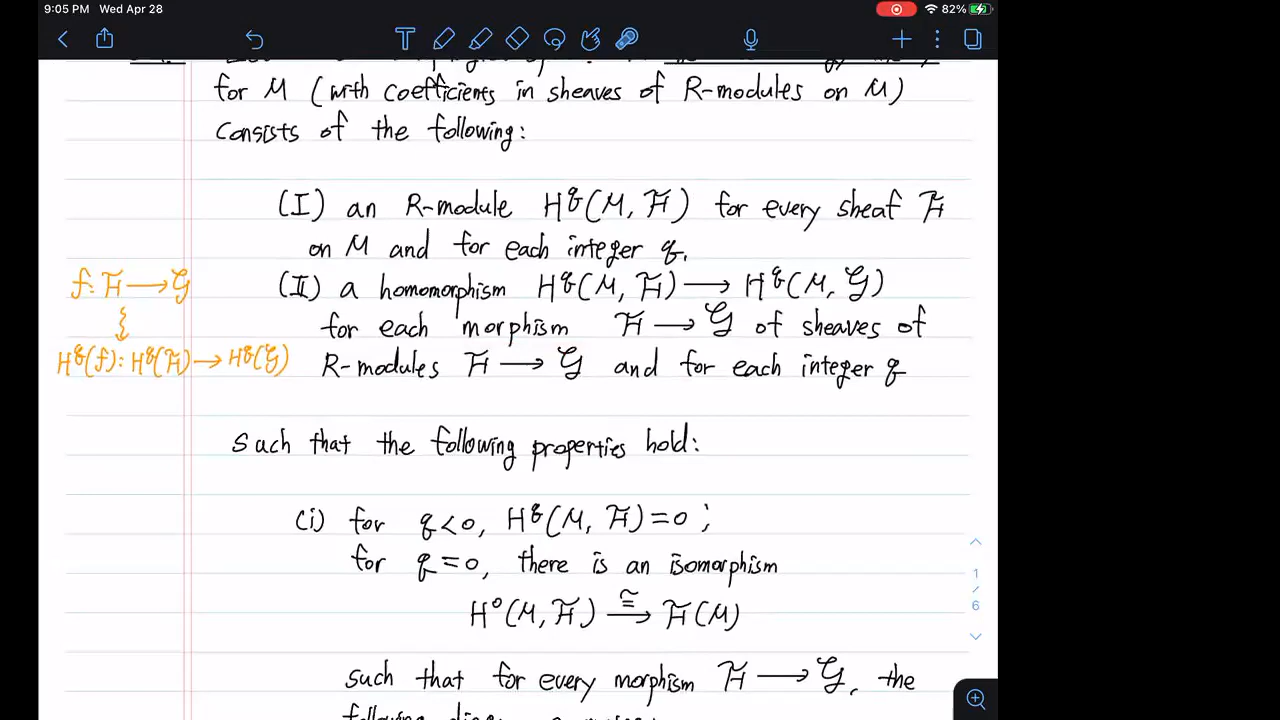 9:05 PM Wed Apr 28
82%
for M (with coefficients in sheaves of R-modules on M)
consists of the following:
(I) an R-module H^q(M, F) for every sheaf F
on M and for each integer q.
f: F → G
(II) a homomorphism H^q(M, F) → H^q(M, G)
for each morphism F → G of sheaves of
H^q(f): H^q(F) → H^q(G)
R-modules F → G and for each integer q
such that the following properties hold:
(i) for q<0, H^q(M, F)=0;
for q=0, there is an isomorphism
H^0(M, F) ≅→ F(M)
1
/
6
such that for every morphism F → G, the
following